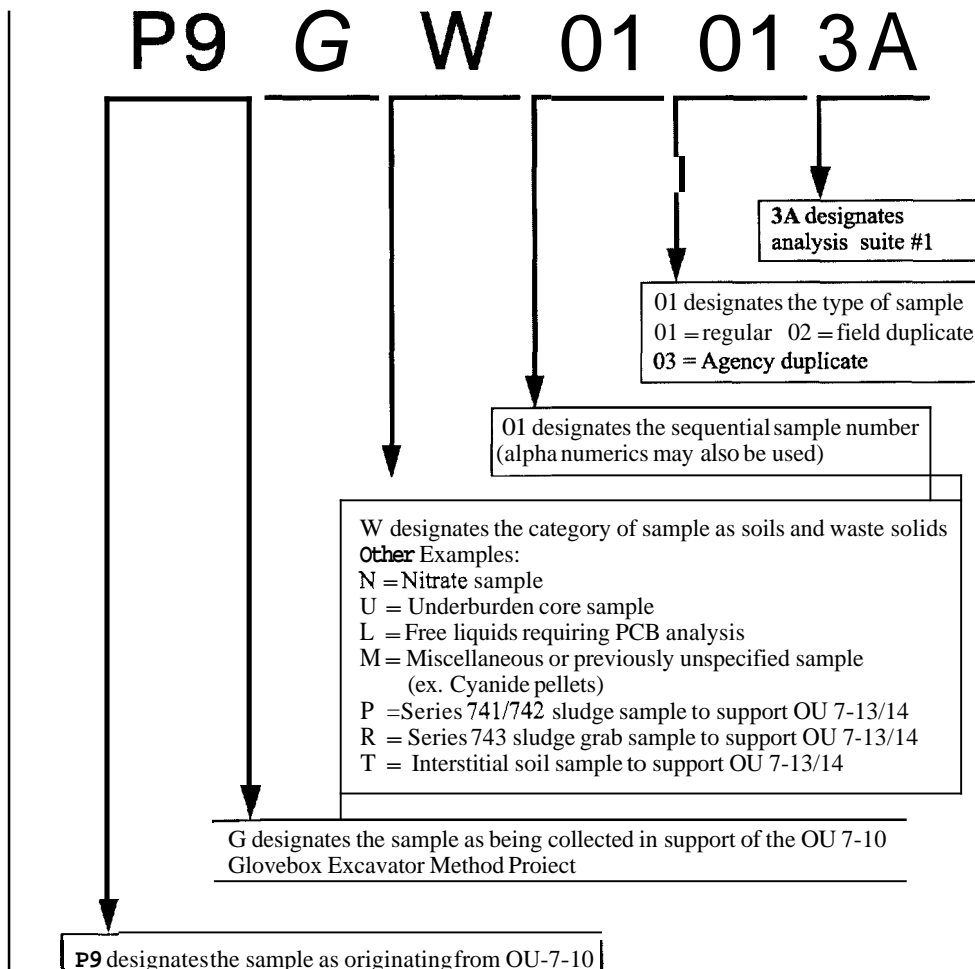 P9 G W 01 01 3A
3A designates
analysis suite #1
01 designates the type of sample
01 = regular 02 = field duplicate
03 = Agency duplicate
01 designates the sequential sample number
(alpha numerics may also be used)
W designates the category of sample as soils and waste solids
Other Examples:
N = Nitrate sample
U = Underburden core sample
L = Free liquids requiring PCB analysis
M = Miscellaneous or previously unspecified sample
(ex. Cyanide pellets)
P =Series 741/742 sludge sample to support OU 7-13/14
R = Series 743 sludge grab sample to support OU 7-13/14
T = Interstitial soil sample to support OU 7-13/14
G designates the sample as being collected in support of the OU 7-10
Glovebox Excavator Method Proiect
P9 designates the sample as originating from OU-7-10